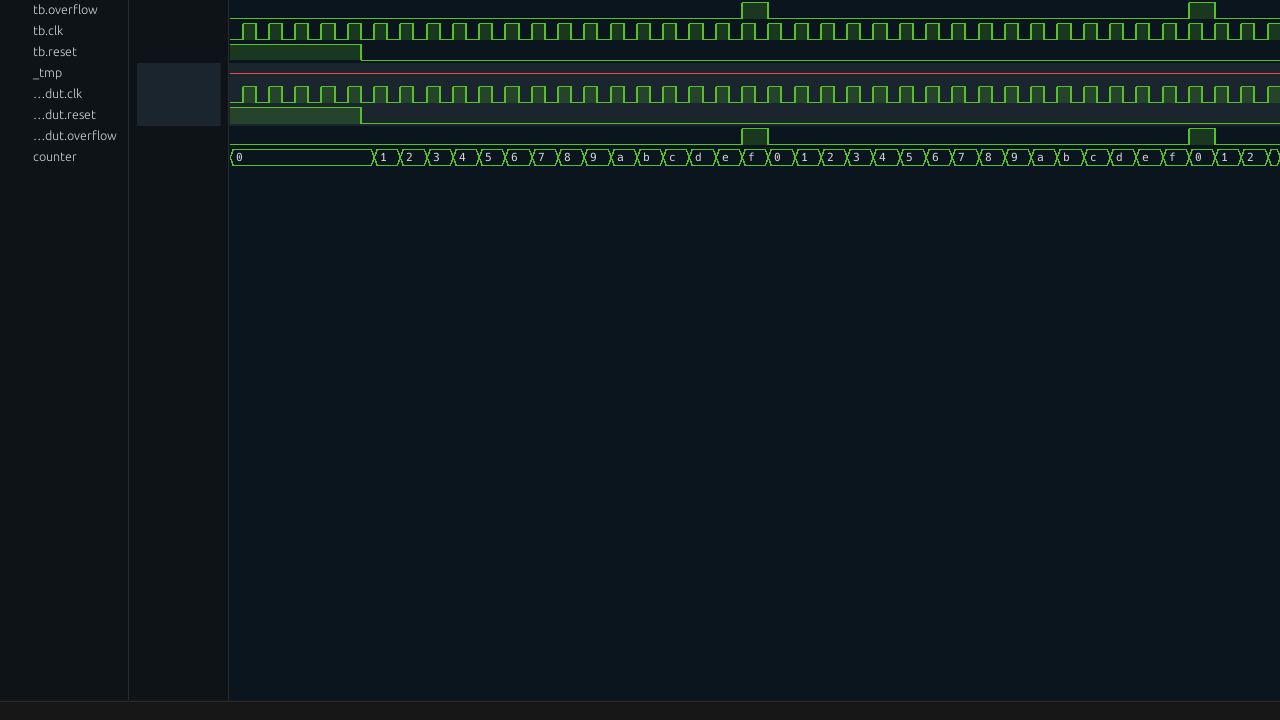 tb.overflow
tb.clk
tb.reset
_tmp
…dut.clk
…dut.reset
…dut.overflow
counter 0 1 2 3 4 5 6 7 8 9 a b c d e f 0 1 2 3 4 5 6 7 8 9 a b c d e f 0 1 2